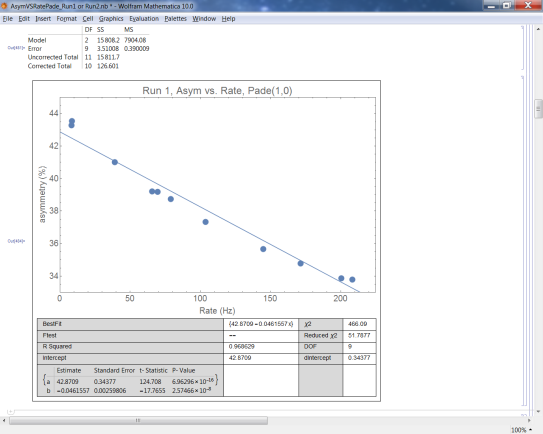 AsymVSRatePade_Run1 or Run2.nb * - Wolfram Mathematica 10.0
File Edit Insert Format Cell Graphics Evaluation Palettes Window Help
DF SS MS
Model 2 15808.2 7904.08
Error 9 3.51008 0.390009
Uncorrected Total 11 15811.7
Corrected Total 10 126.601
Run 1, Asym vs. Rate, Pade(1,0)
asymmetry (%)
44
42
40
38
36
34
0 50 100 150 200
Rate (Hz)
BestFit {42.8709-0.0461557x} χ2 466.09
Ftest -- Reduced χ2 51.7877
R Squared 0.968629 DOF 9
Intercept 42.8709 dIntercept 0.34377
Estimate Standard Error t-Statistic P-Value
a 42.8709 0.34377 124.708 6.96296×10^-16
b -0.0461557 0.00259806 -17.7655 2.57466×10^-8
100%